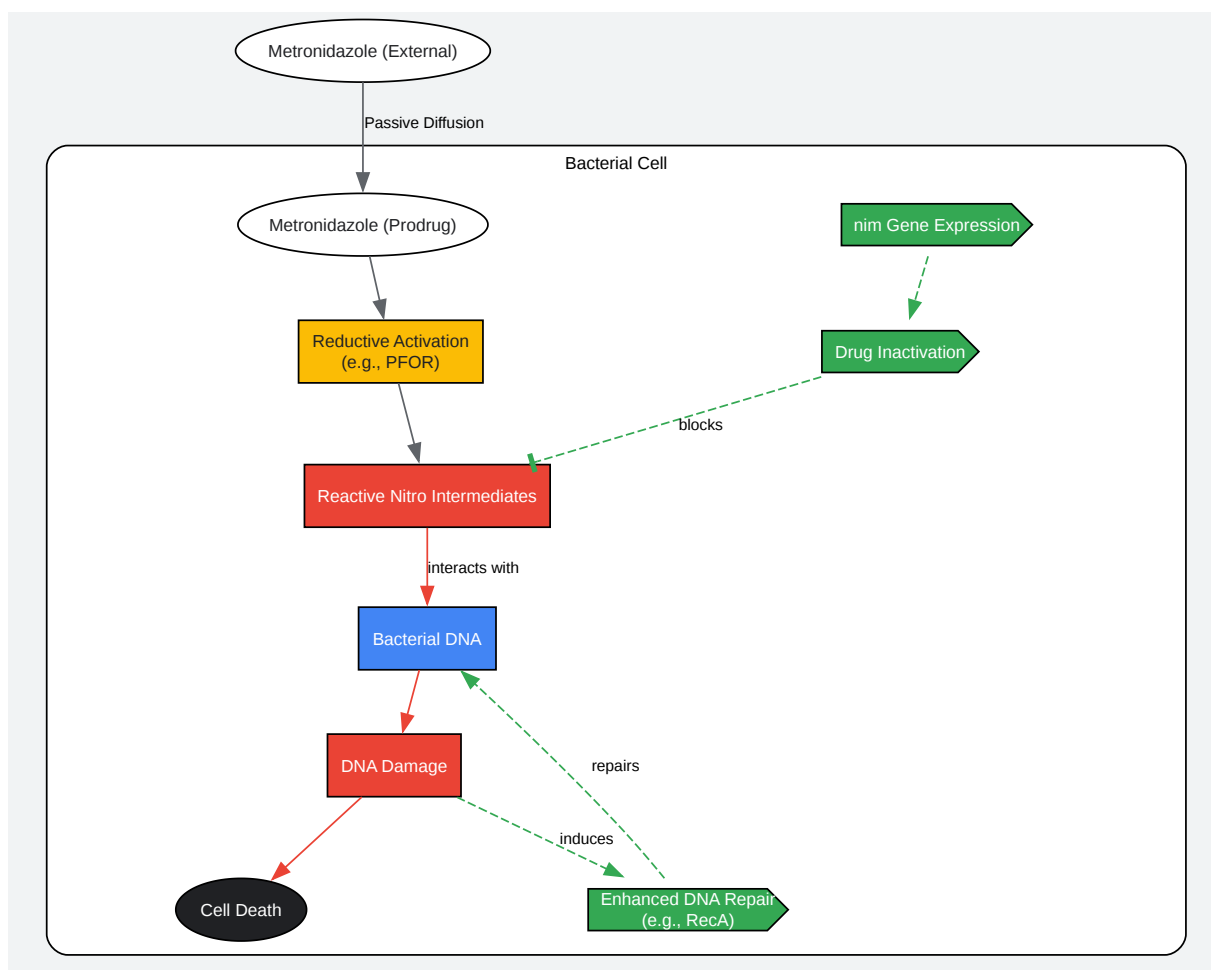 Metronidazole (External)
Passive Diffusion
Bacterial Cell
Metronidazole (Prodrug)
nim Gene Expression
Reductive Activation
(e.g., PFOR)
Drug Inactivation
blocks
Reactive Nitro Intermediates
interacts with
Bacterial DNA
DNA Damage
repairs
induces
Cell Death
Enhanced DNA Repair
(e.g., RecA)